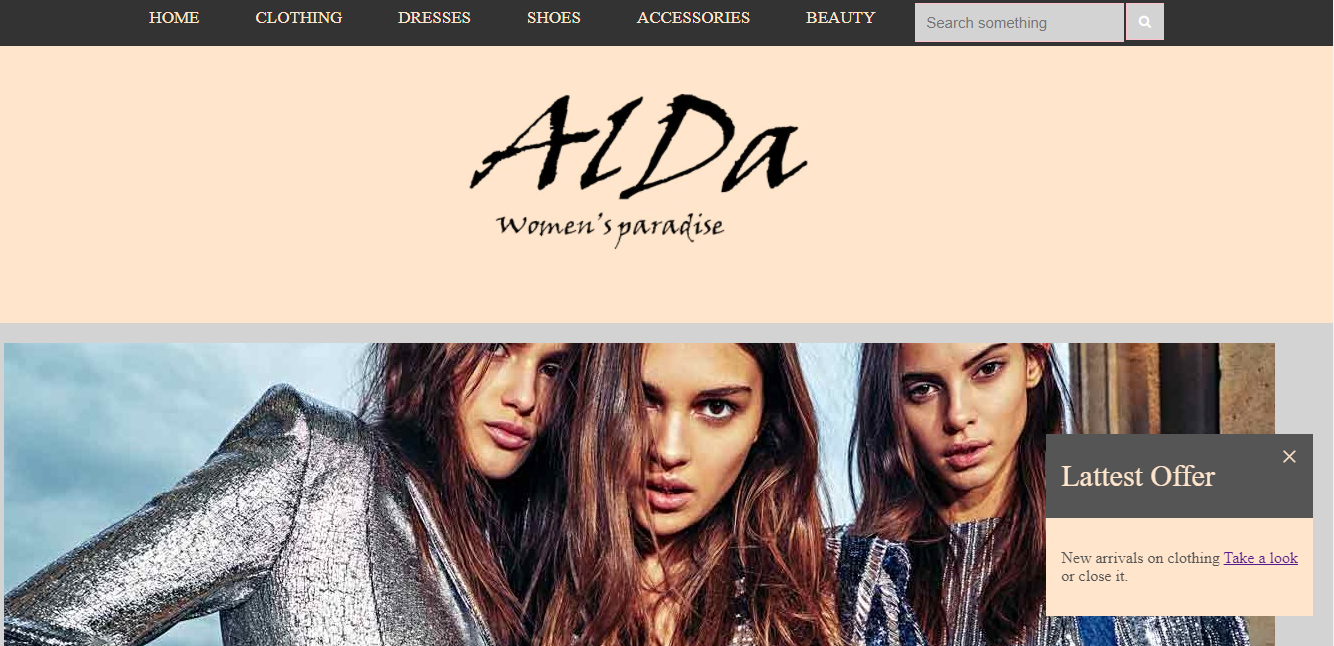 HOME CLOTHING DRESSES SHOES ACCESSORIES BEAUTY Search something
AlDa
Women's paradise
Lattest Offer
New arrivals on clothing Take a look
or close it.